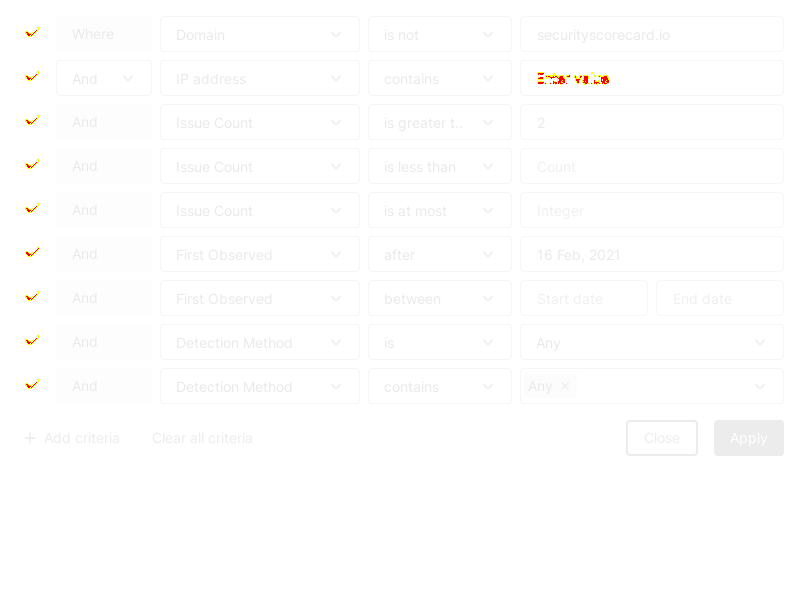 Where Domain is not securityscorecard.io
And IP address contains Enter value
And Issue Count is greater t.. 2
And Issue Count is less than Count
And Issue Count is at most Integer
And First Observed after 16 Feb, 2021
And First Observed between Start date End date
And Detection Method is Any
And Detection Method contains Any
Add criteria Clear all criteria Close Apply